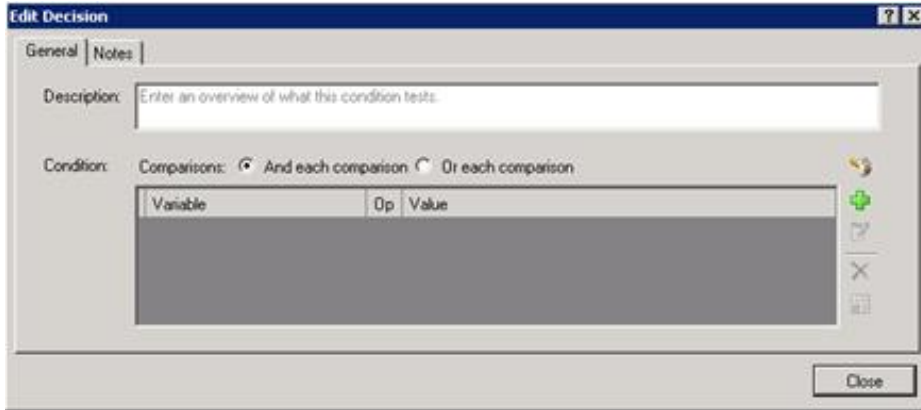 Edit Decision
General Notes
Description: Enter an overview of what this condition tests.
Condition: Comparisons: And each comparison Or each comparison
Variable Op Value
Close